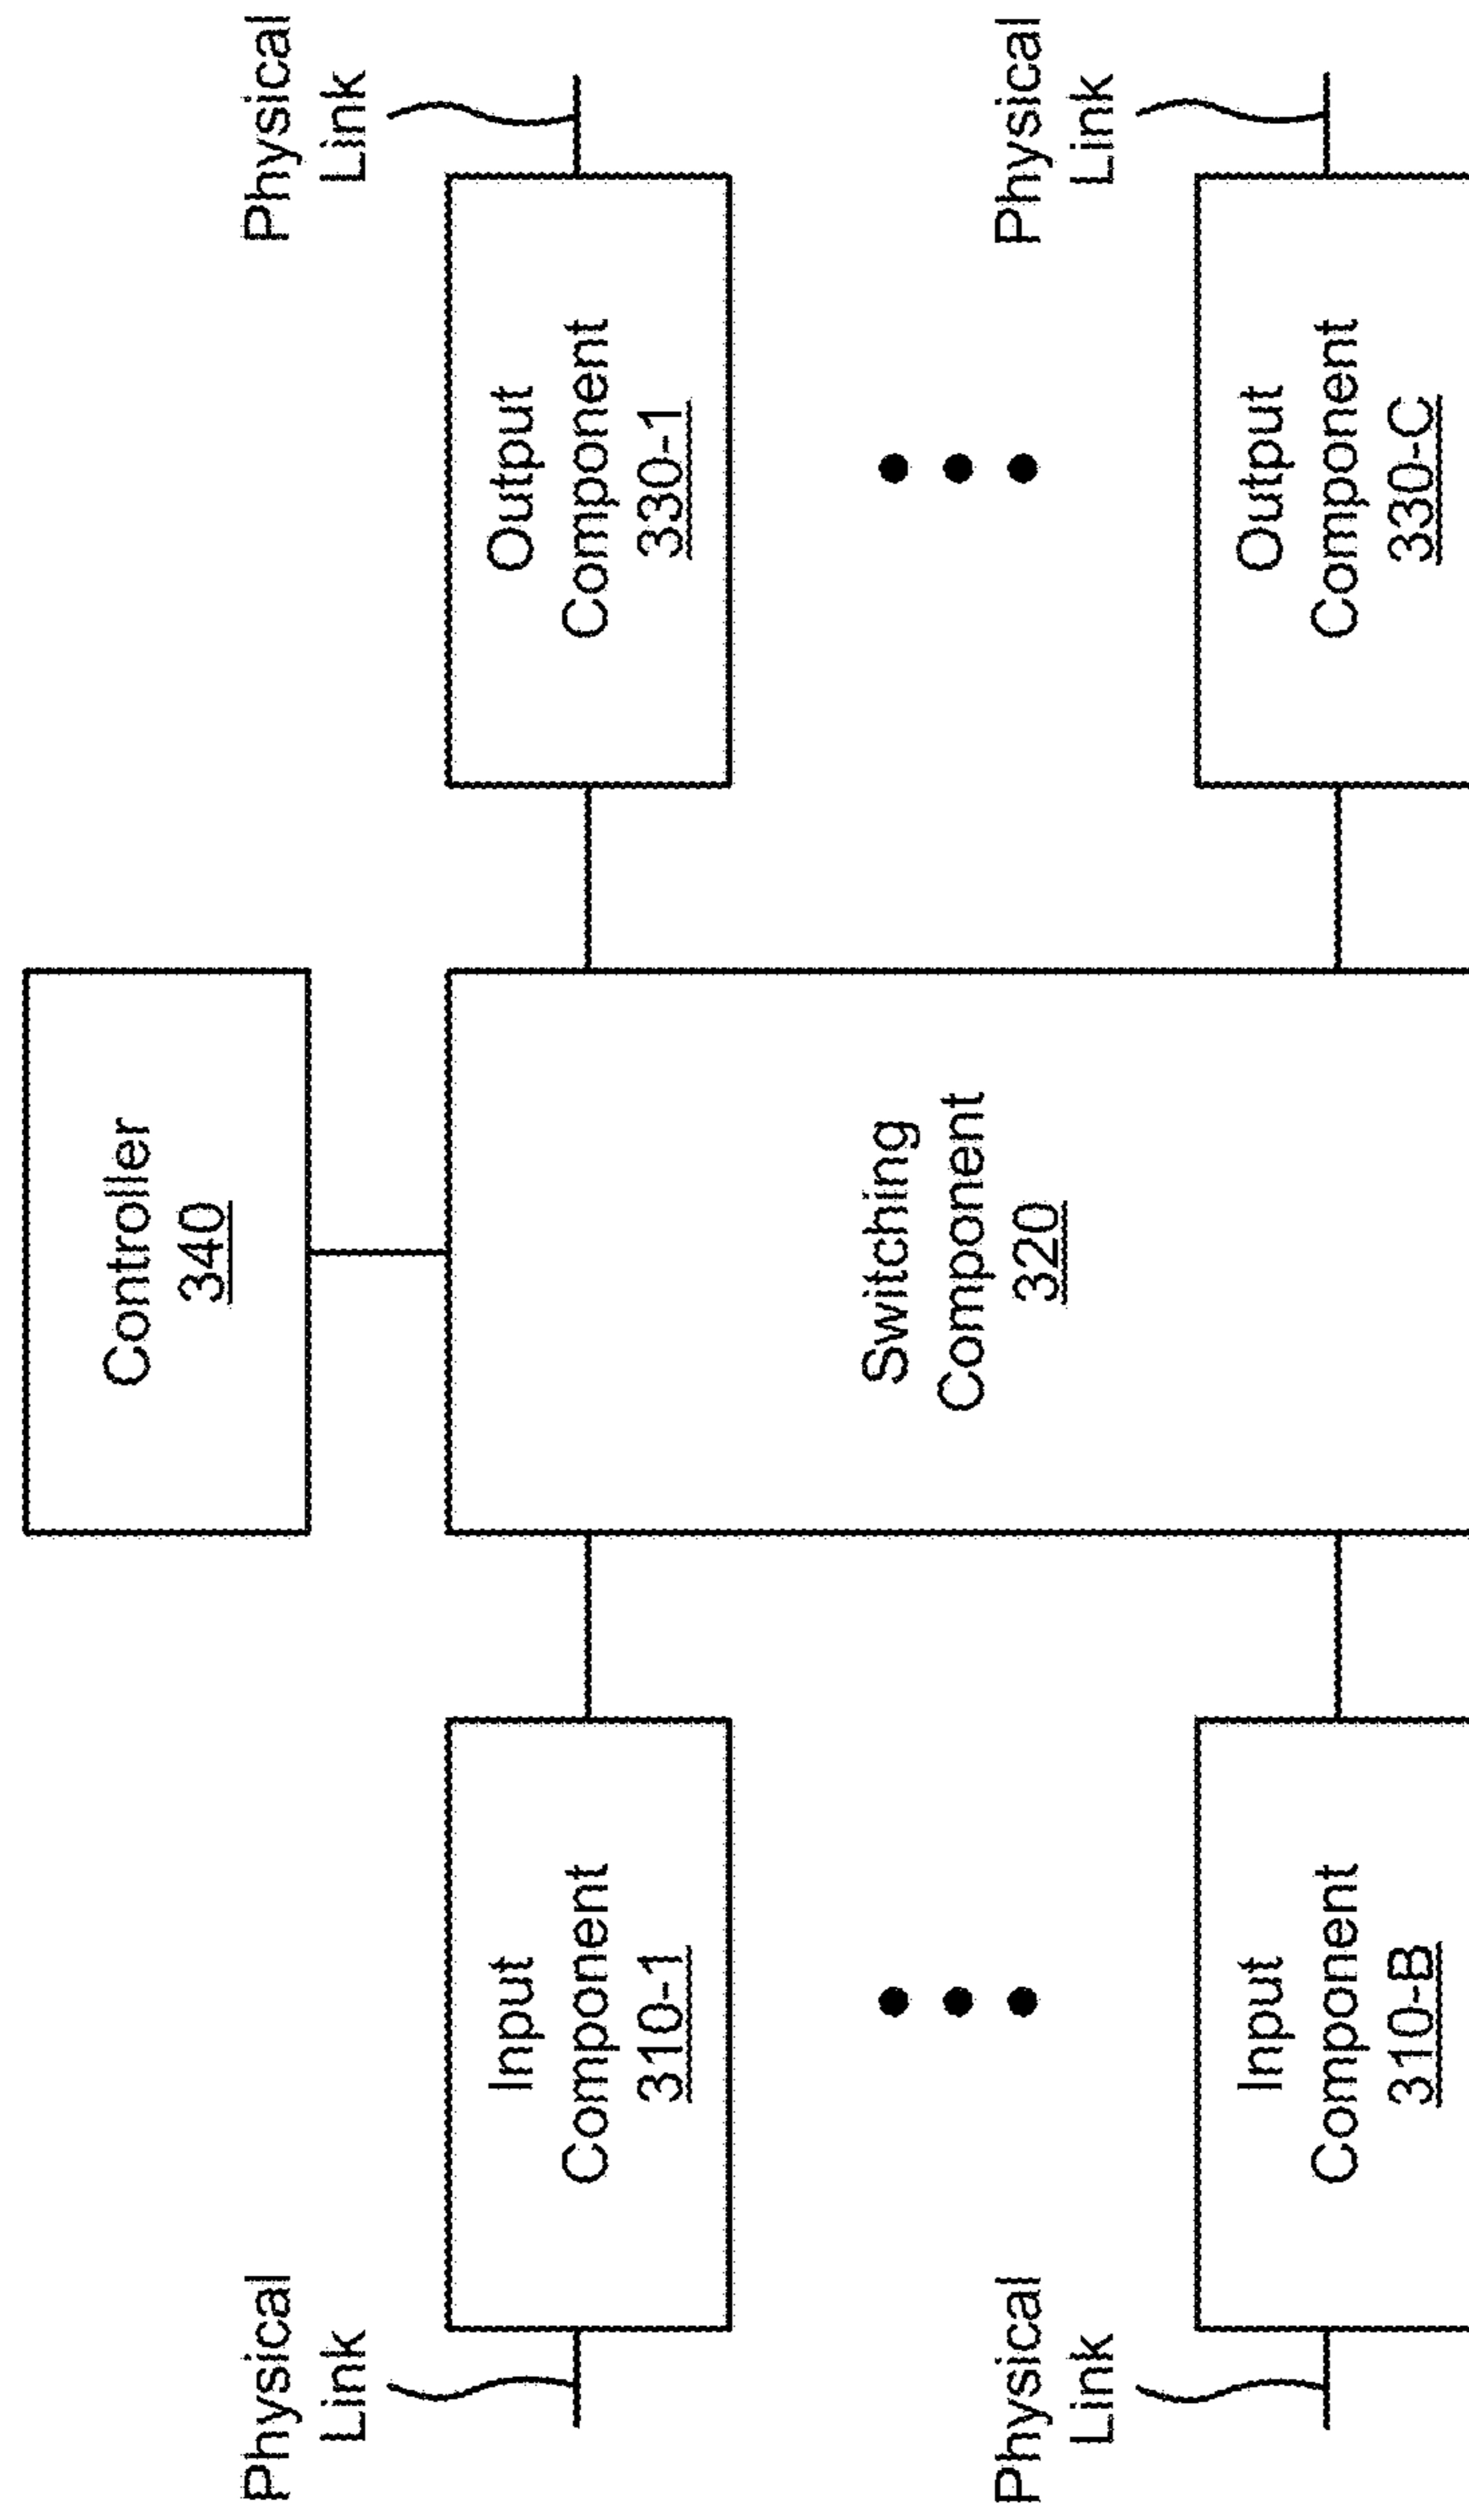 Controller
340
Physical
Link
Input
Component
310-1
Switching
Component
320
Physical
Link
Output
Component
330-1
Physical
Link
Input
Component
310-B
Physical
Link
Output
Component
330-C